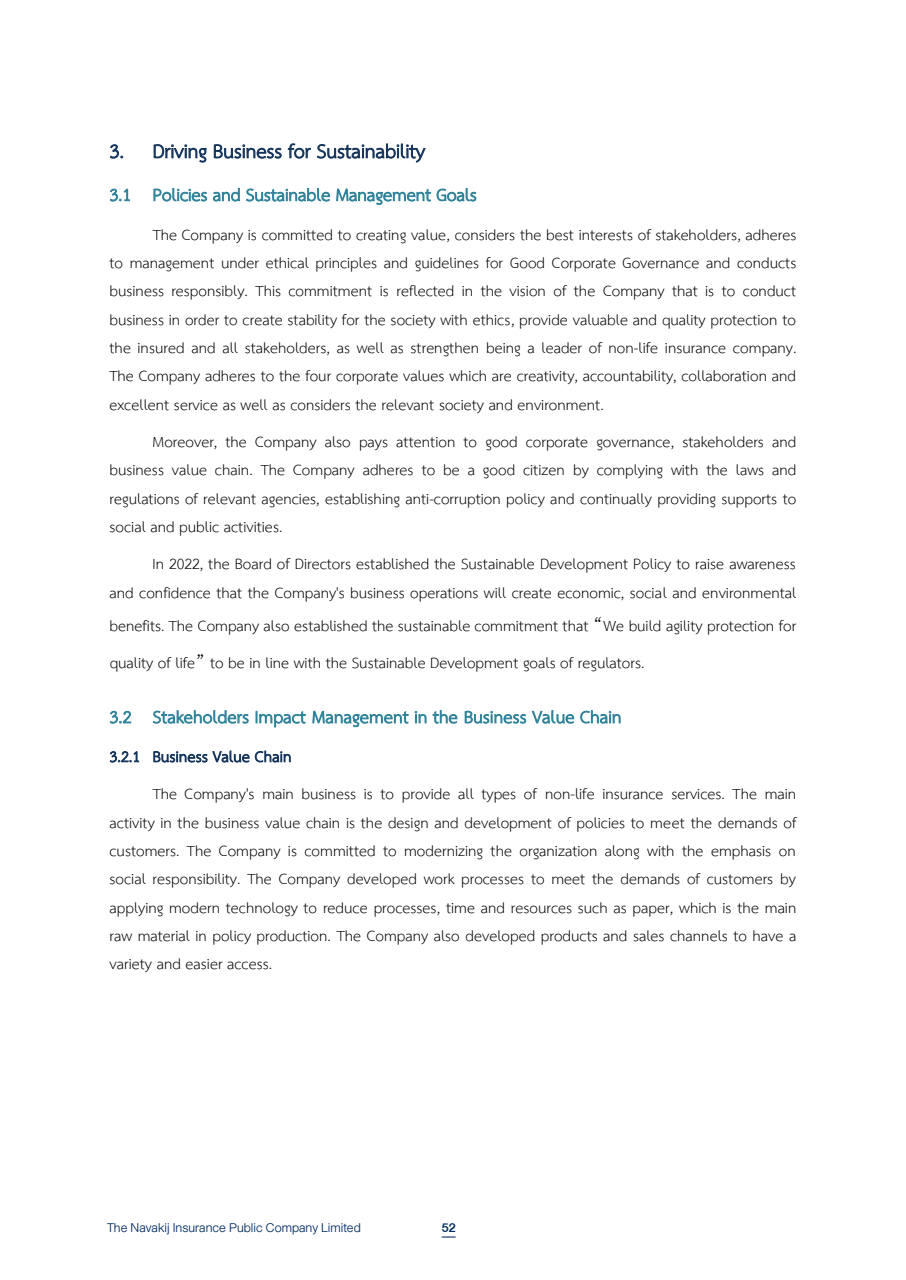 3. Driving Business for Sustainability
3.1 Policies and Sustainable Management Goals
The Company is committed to creating value, considers the best interests of stakeholders, adheres
to management under ethical principles and guidelines for Good Corporate Governance and conducts
business responsibly. This commitment is reflected in the vision of the Company that is to conduct
business in order to create stability for the society with ethics, provide valuable and quality protection to
the insured and all stakeholders, as well as strengthen being a leader of non-life insurance company.
The Company adheres to the four corporate values which are creativity, accountability, collaboration and
excellent service as well as considers the relevant society and environment.
Moreover, the Company also pays attention to good corporate governance, stakeholders and
business value chain. The Company adheres to be a good citizen by complying with the laws and
regulations of relevant agencies, establishing anti-corruption policy and continually providing supports to
social and public activities.
In 2022, the Board of Directors established the Sustainable Development Policy to raise awareness
and confidence that the Company's business operations will create economic, social and environmental
benefits. The Company also established the sustainable commitment that “We build agility protection for
quality of life” to be in line with the Sustainable Development goals of regulators.
3.2 Stakeholders Impact Management in the Business Value Chain
3.2.1 Business Value Chain
The Company's main business is to provide all types of non-life insurance services. The main
activity in the business value chain is the design and development of policies to meet the demands of
customers. The Company is committed to modernizing the organization along with the emphasis on
social responsibility. The Company developed work processes to meet the demands of customers by
applying modern technology to reduce processes, time and resources such as paper, which is the main
raw material in policy production. The Company also developed products and sales channels to have a
variety and easier access.
The Navakij Insurance Public Company Limited 52